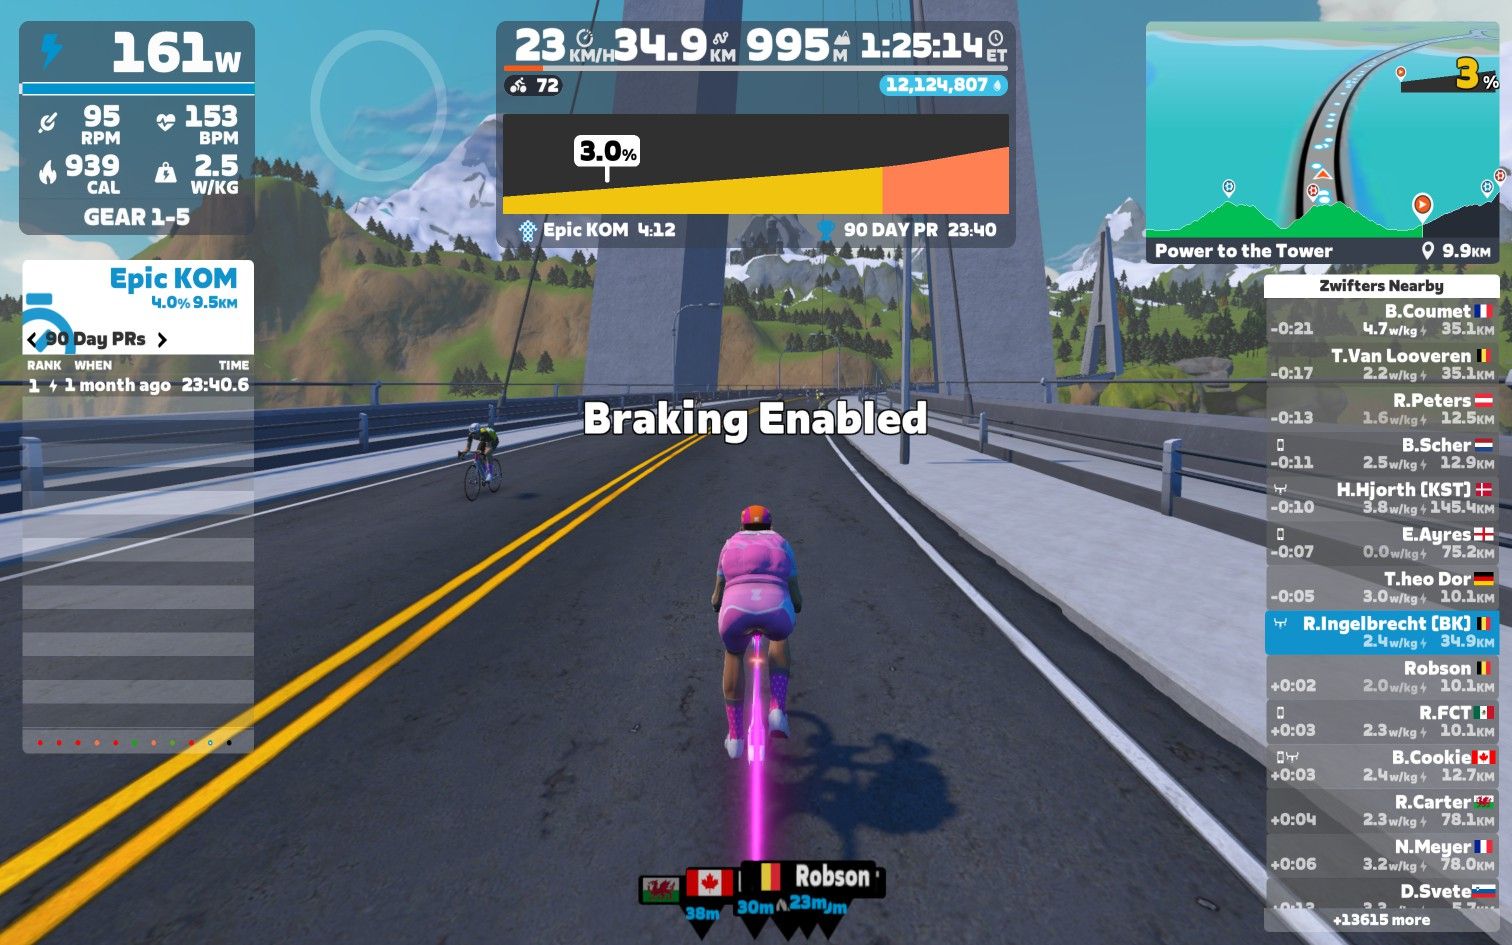 161w
95 RPM
153 BPM
939 CAL
2.5 W/KG
GEAR 1-5
Epic KOM
4.0% 9.5KM
90 Day PRs
RANK WHEN TIME
1 1 month ago 23:40.6
23 KM/H 34.9 KM 995 M 1:25:14 ET
72
12,124,807
3.0%
Epic KOM 4:12
90 DAY PR 23:40
Braking Enabled
3%
Power to the Tower 9.9KM
Zwifters Nearby
B.Coumet
-0:21 4.7w/kg 35.1KM
T.Van Looveren
-0:17 2.2w/kg 35.1KM
R.Peters
-0:13 1.6w/kg 12.5KM
B.Scher
-0:11 2.5w/kg 12.9KM
H.Hjorth (KST)
-0:10 3.8w/kg 145.4KM
E.Ayres
-0:07 0.0w/kg 75.2KM
T.heo Dor
-0:05 3.0w/kg 10.1KM
R.Ingelbrecht (BK)
2.4w/kg 34.9KM
Robson
+0:02 2.0w/kg 10.1KM
R.FCT
+0:03 2.3w/kg 10.1KM
B.Cookie
+0:03 2.4w/kg 12.7KM
R.Carter
+0:04 2.3w/kg 78.1KM
N.Meyer
+0:06 3.2w/kg 78.0KM
D.Svete
+13615 more
Robson
38m 30m 23m